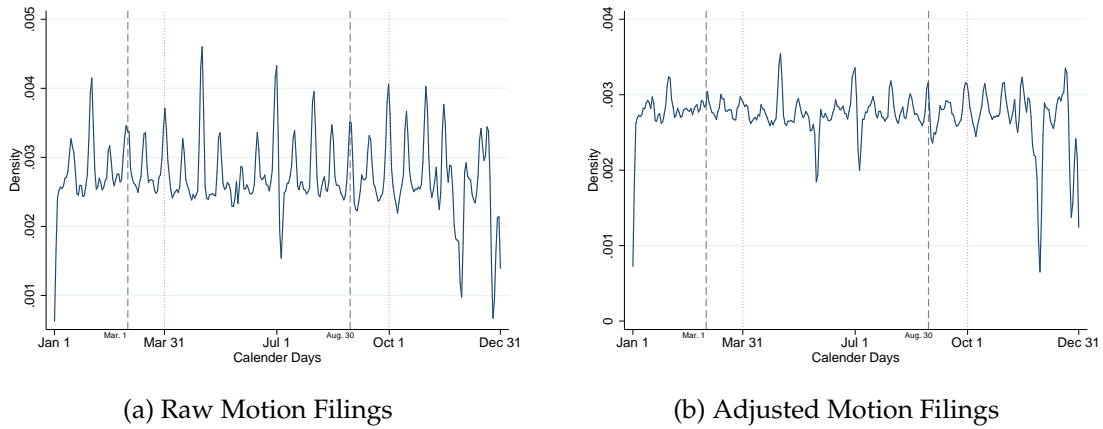 .005
.004
.003
.002
.001
Density
Mar. 1
Aug. 30
Jan 1
Mar 31
Jul 1
Oct 1
Dec 31
Calender Days
(a) Raw Motion Filings
.004
.003
.002
.001
0
Density
Mar. 1
Aug. 30
Jan 1
Mar 31
Jul 1
Oct 1
Dec 31
Calender Days
(b) Adjusted Motion Filings